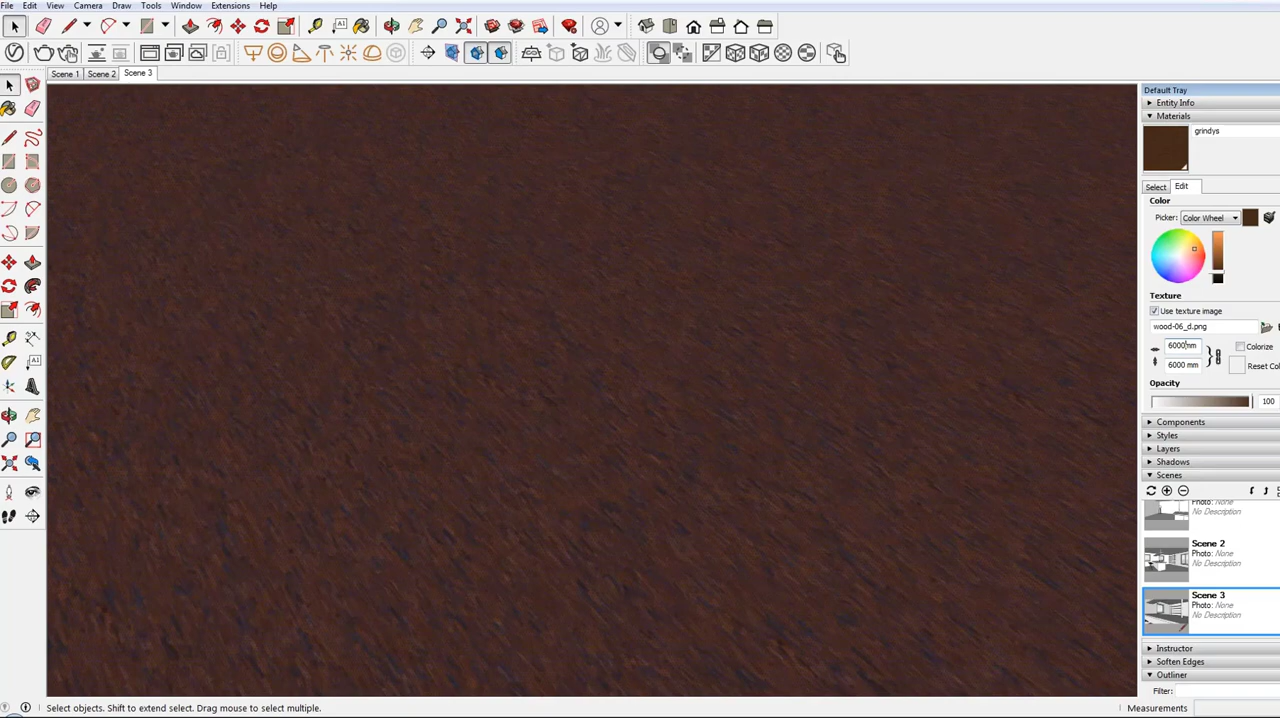 File Edit View Camera Draw Tools Window Extensions Help
Scene 1 Scene 2 Scene 3
Default Tray
Entity Info
Materials
grindys
Select Edit
Color
Picker: Color Wheel
Texture
Use texture image
wood-06_d.png
6000mm
Colorize
6000 mm
Reset Col
Opacity
100
Components
Styles
Layers
Shadows
Scenes
Photo: None
No Description
Scene 2
Photo: None
No Description
Scene 3
Photo: None
No Description
Instructor
Soften Edges
Outliner
Filter:
Select objects. Shift to extend select. Drag mouse to select multiple.
Measurements